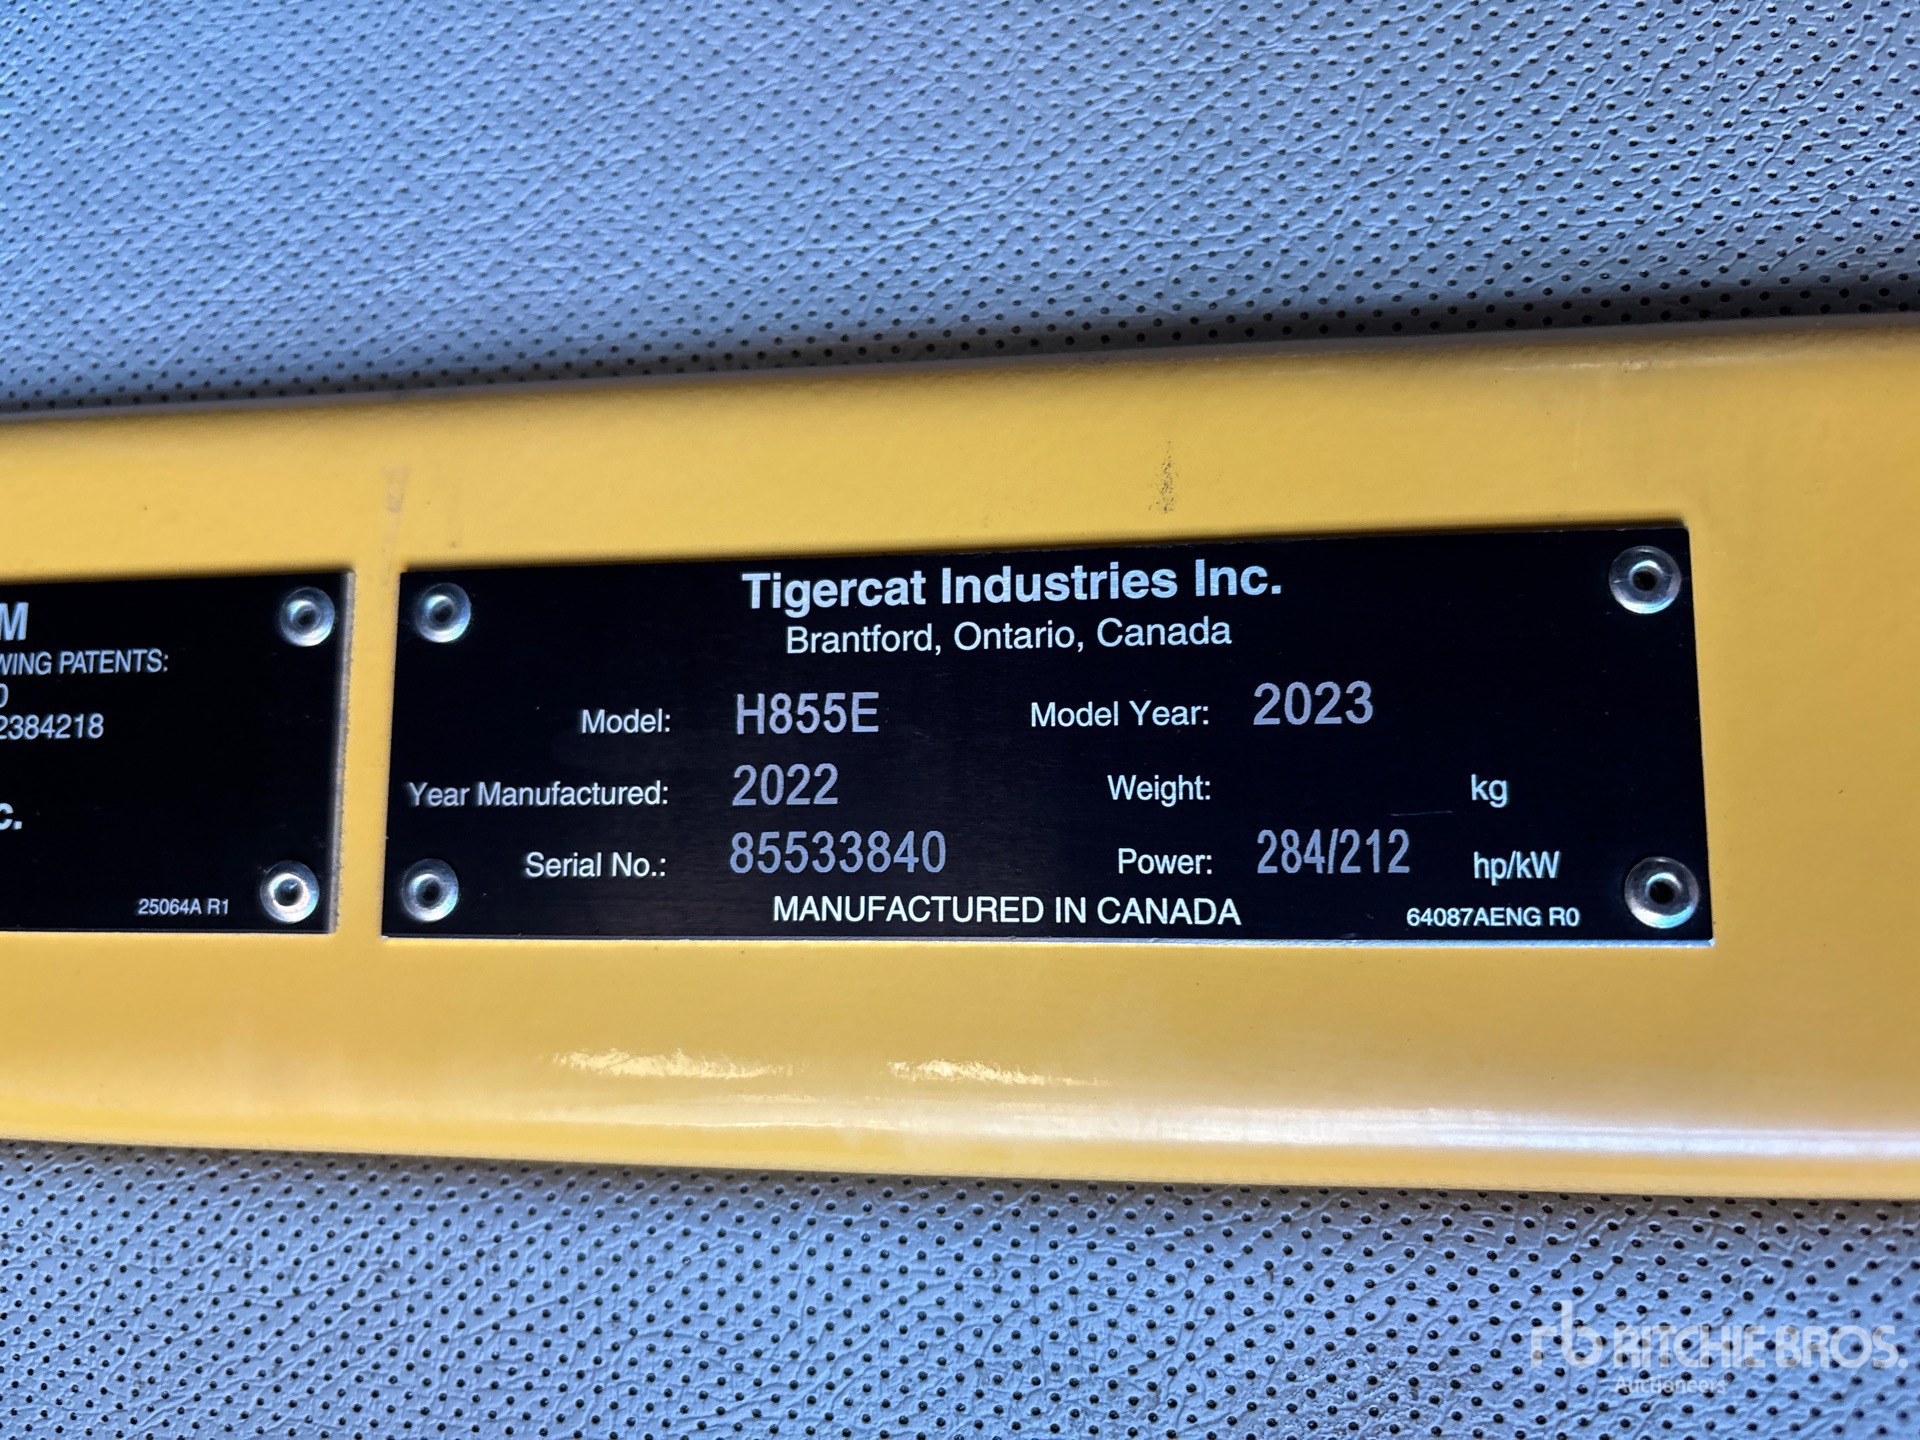 M
WING PATENTS:
0
2384218
c.
25064A R1
Tigercat Industries Inc.
Brantford, Ontario, Canada
Model: H855E Model Year: 2023
Year Manufactured: 2022 Weight: kg
Serial No.: 85533840 Power: 284/212 hp/kW
MANUFACTURED IN CANADA 64087AENG R0
rb RITCHIE BROS.
Auctioneers